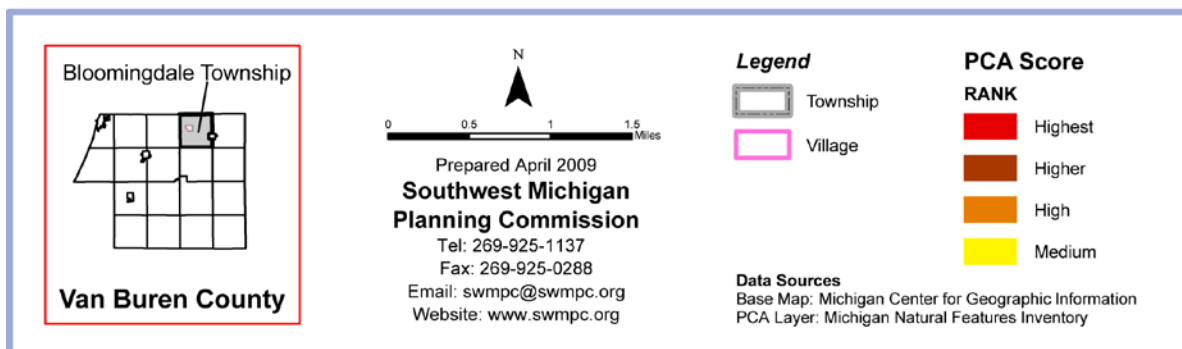 Bloomingdale Township
Van Buren County
N
0 0.5 1 1.5
Miles
Prepared April 2009
Southwest Michigan
Planning Commission
Tel: 269-925-1137
Fax: 269-925-0288
Email: swmpc@swmpc.org
Website: www.swmpc.org
Legend
Township
Village
PCA Score
RANK
Highest
Higher
High
Medium
Data Sources
Base Map: Michigan Center for Geographic Information
PCA Layer: Michigan Natural Features Inventory